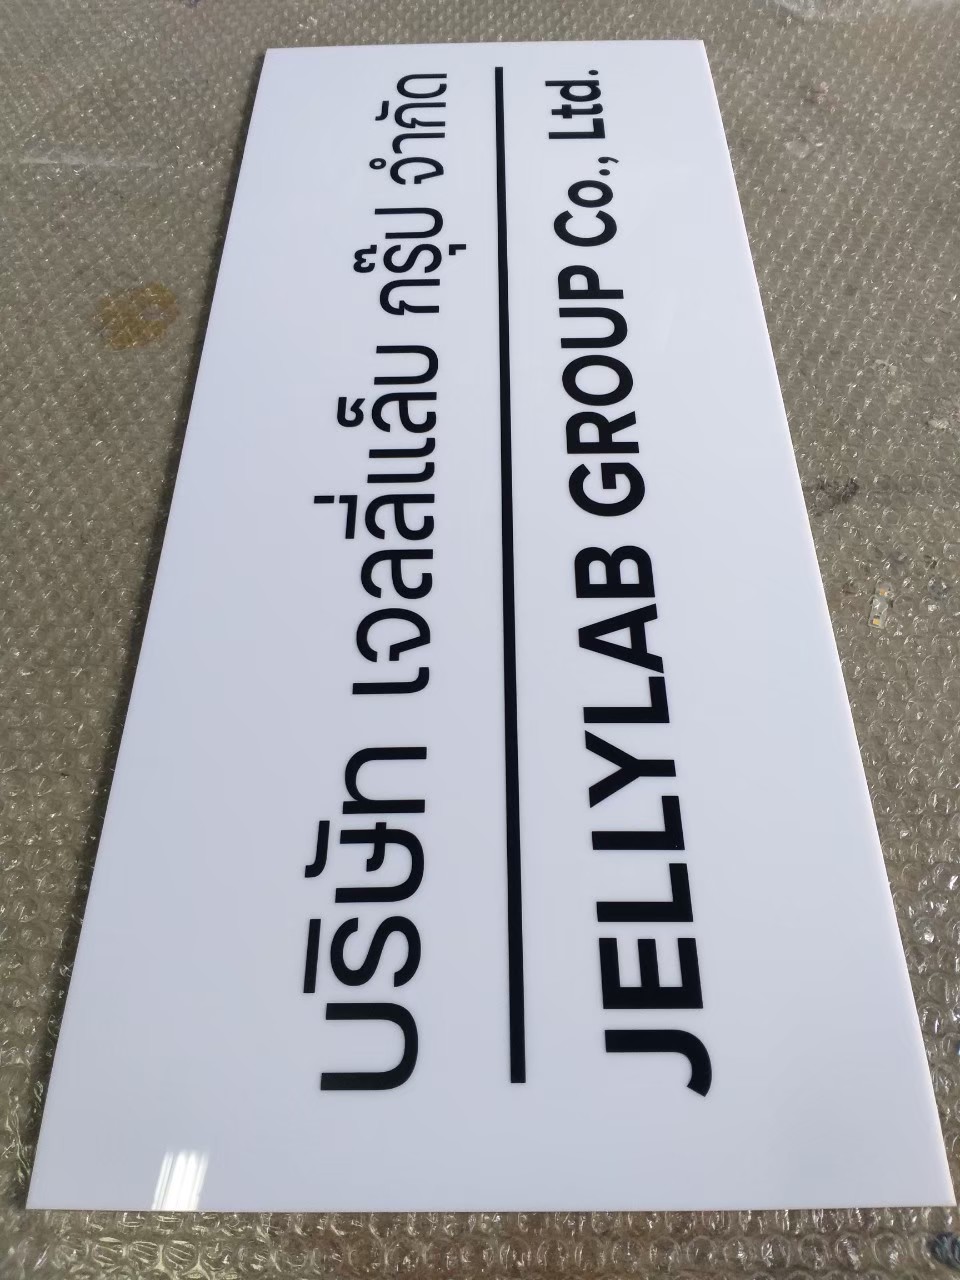 บริษัท เจลลี่แล็บ กรุ๊ป จำกัด
JELLYLAB GROUP Co., Ltd.